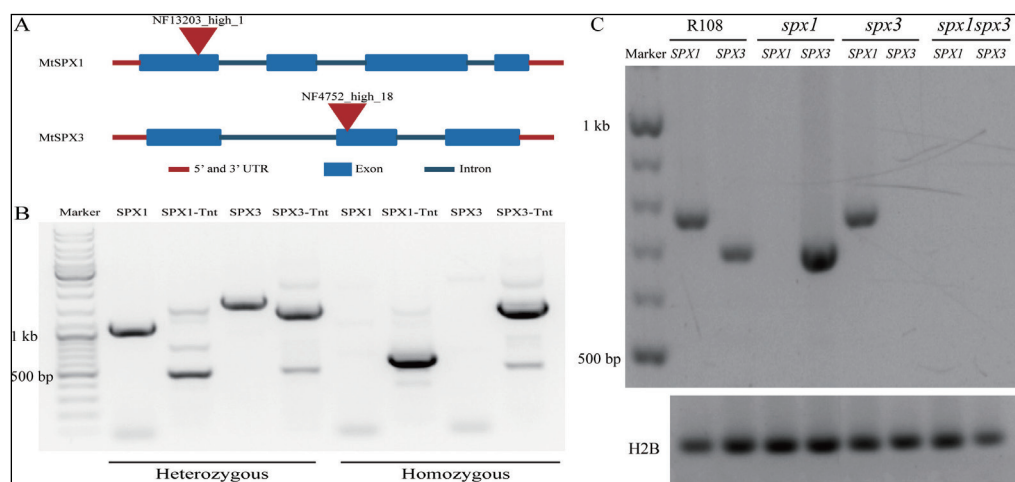 A
NF13203_high_1
MtSPX1
NF4752_high_18
MtSPX3
5' and 3' UTR Exon Intron
B
Marker SPX1 SPX1-Tnt SPX3 SPX3-Tnt SPX1 SPX1-Tnt SPX3 SPX3-Tnt
1 kb
500 bp
Heterozygous Homozygous
C
R108 spx1 spx3 spx1spx3
Marker SPX1 SPX3 SPX1 SPX3 SPX1 SPX3 SPX1 SPX3
1 kb
500 bp
H2B